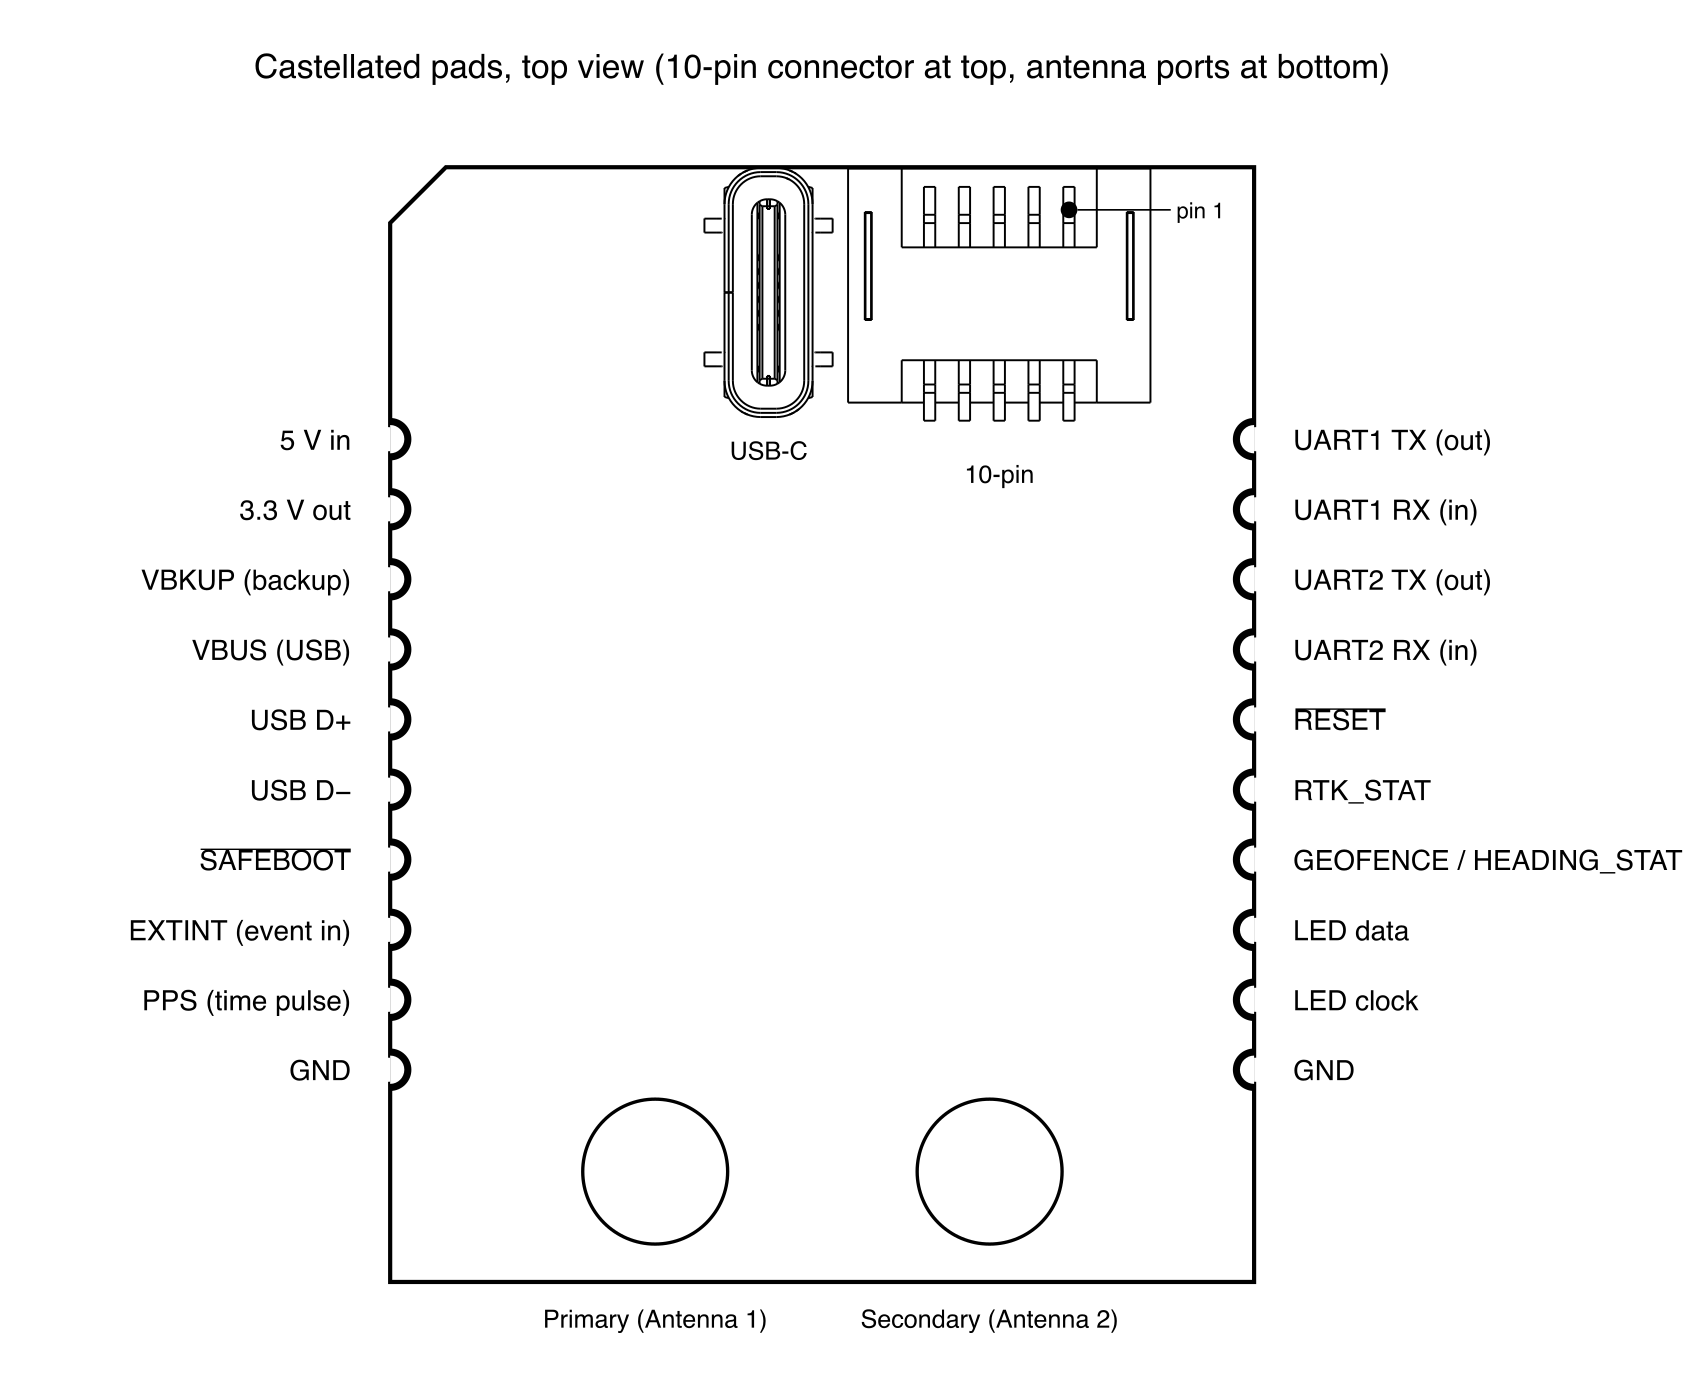 Castellated pads, top view (10-pin connector at top, antenna ports at bottom)
pin 1
USB-C
10-pin
5 V in
3.3 V out
VBKUP (backup)
VBUS (USB)
USB D+
USB D−
SAFEBOOT
EXTINT (event in)
PPS (time pulse)
GND
UART1 TX (out)
UART1 RX (in)
UART2 TX (out)
UART2 RX (in)
RESET
RTK_STAT
GEOFENCE / HEADING_STAT
LED data
LED clock
GND
Primary (Antenna 1)
Secondary (Antenna 2)